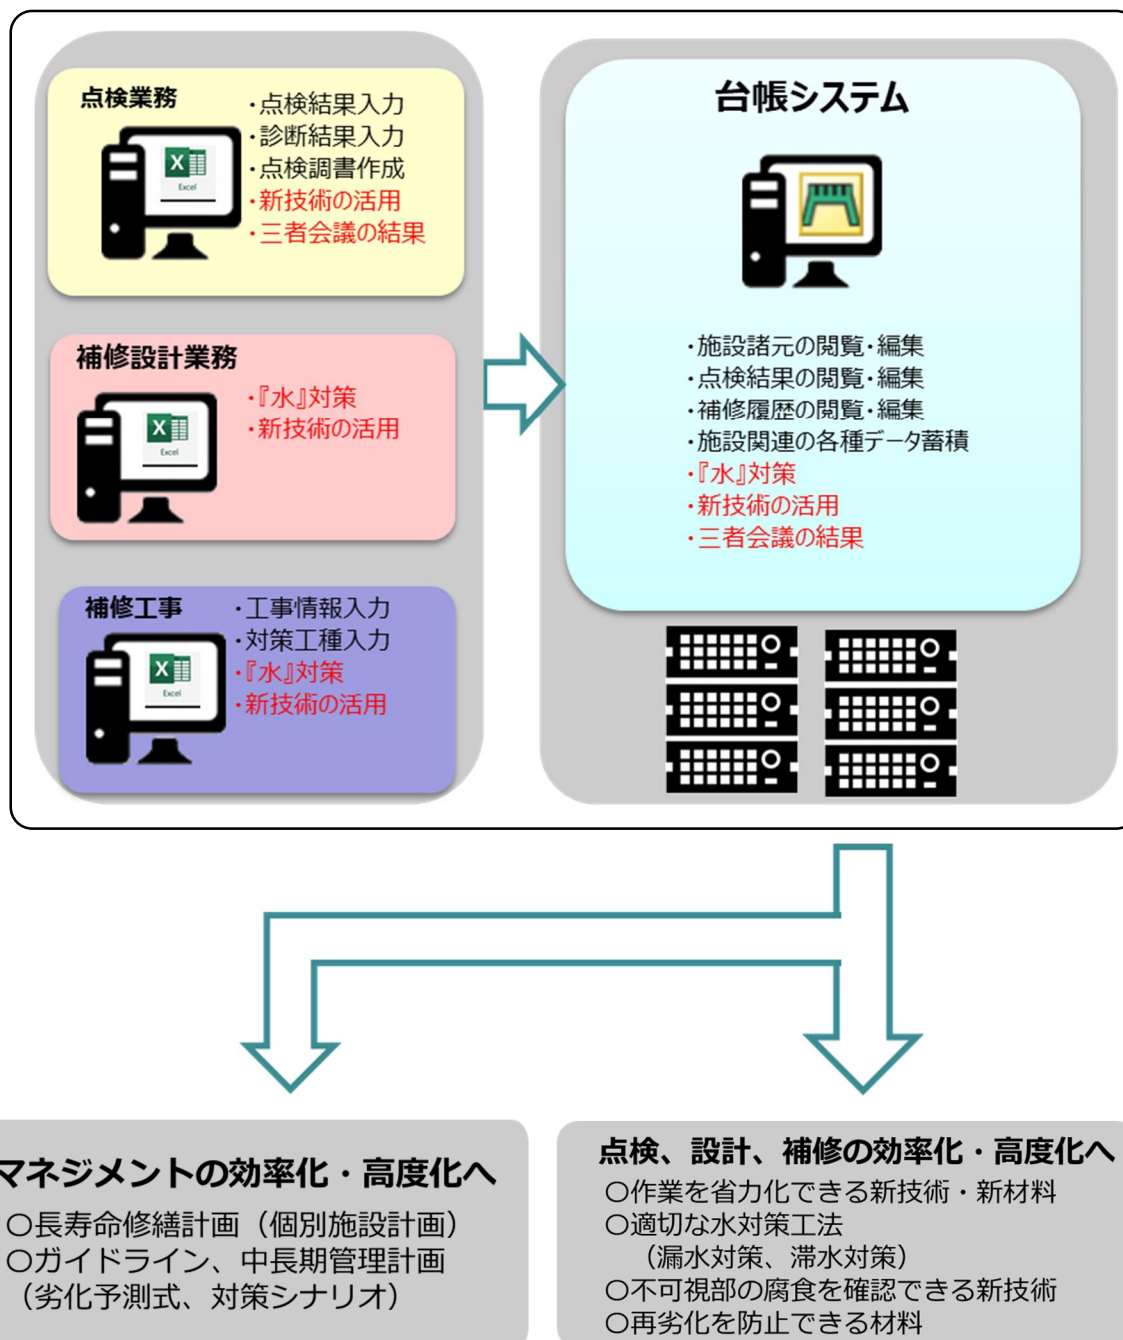 点検業務
・点検結果入力
・診断結果入力
・点検調書作成
・新技術の活用
・三者会議の結果
X
Excel
補修設計業務
・『水』対策
・新技術の活用
X
Excel
補修工事
・工事情報入力
・対策工種入力
・『水』対策
・新技術の活用
X
Excel
台帳システム
・施設諸元の閲覧・編集
・点検結果の閲覧・編集
・補修履歴の閲覧・編集
・施設関連の各種データ蓄積
・『水』対策
・新技術の活用
・三者会議の結果
マネジメントの効率化・高度化へ
○長寿命修繕計画（個別施設計画）
○ガイドライン、中長期管理計画
（劣化予測式、対策シナリオ）
点検、設計、補修の効率化・高度化へ
○作業を省力化できる新技術・新材料
○適切な水対策工法
（漏水対策、滞水対策）
○不可視部の腐食を確認できる新技術
○再劣化を防止できる材料